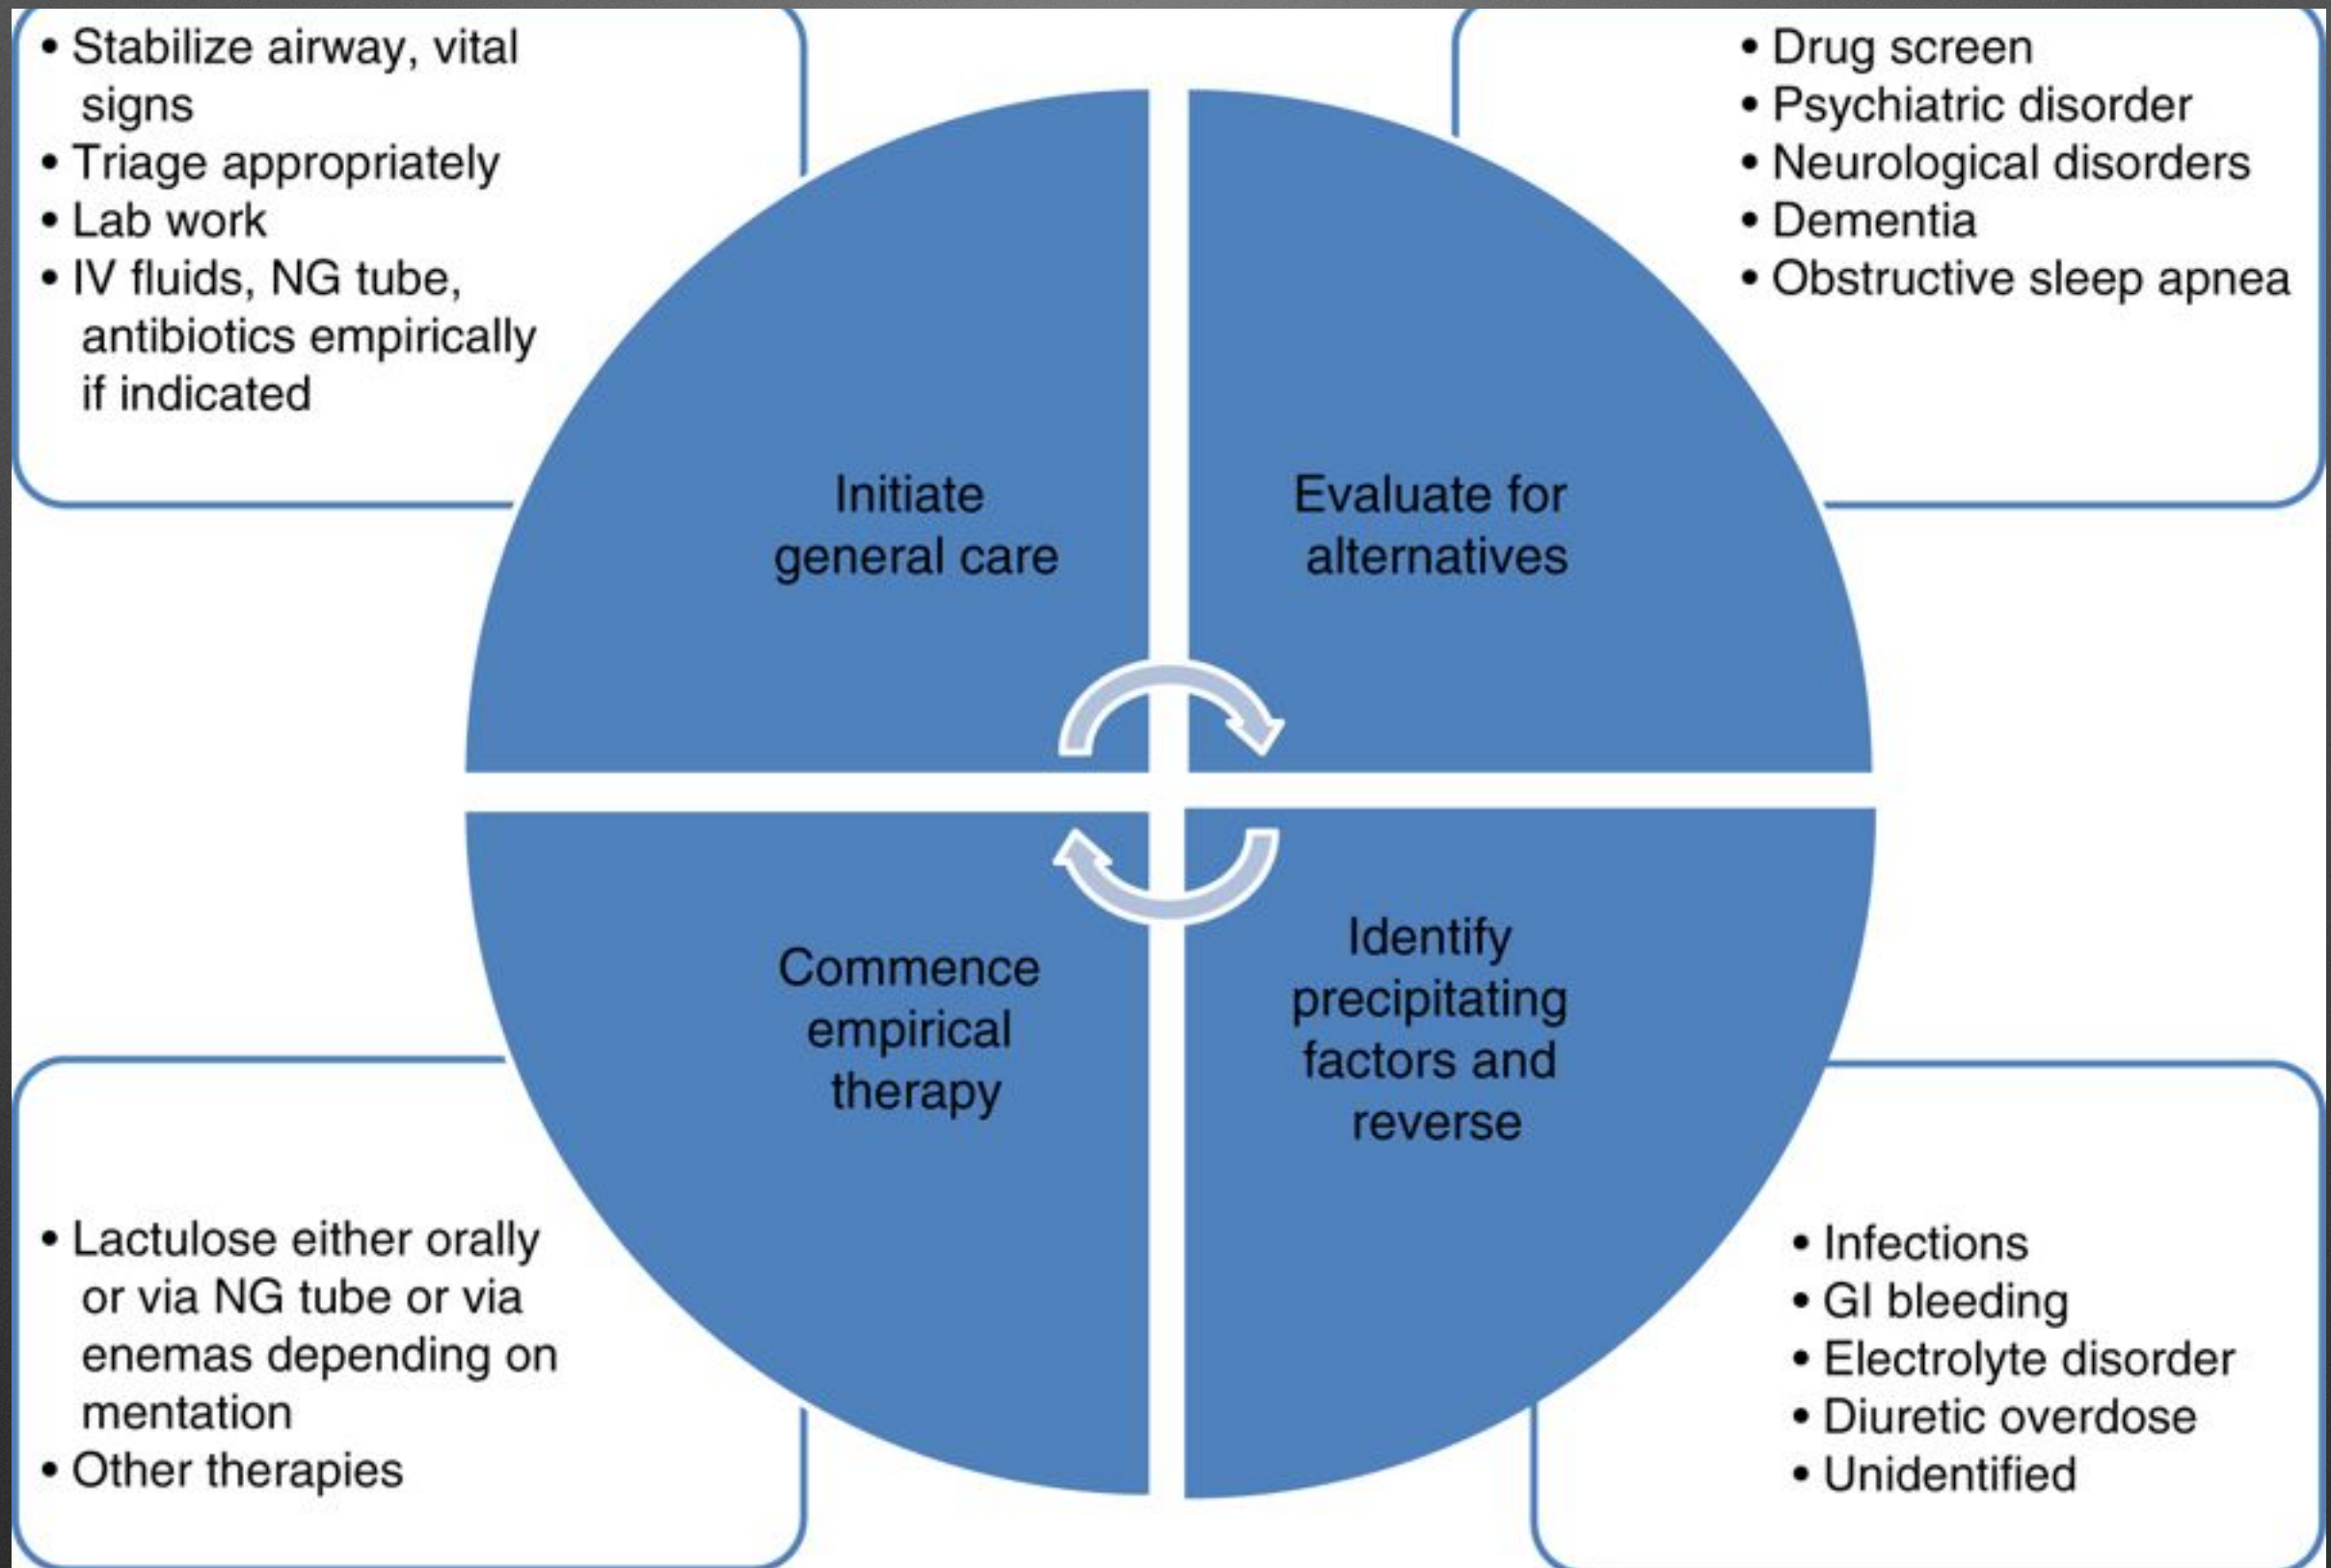 • Stabilize airway, vital
signs
• Triage appropriately
• Lab work
• IV fluids, NG tube,
antibiotics empirically
if indicated
• Drug screen
• Psychiatric disorder
• Neurological disorders
• Dementia
• Obstructive sleep apnea
Initiate
general care
Evaluate for
alternatives
Commence
empirical
therapy
Identify
precipitating
factors and
reverse
• Lactulose either orally
or via NG tube or via
enemas depending on
mentation
• Other therapies
• Infections
• GI bleeding
• Electrolyte disorder
• Diuretic overdose
• Unidentified